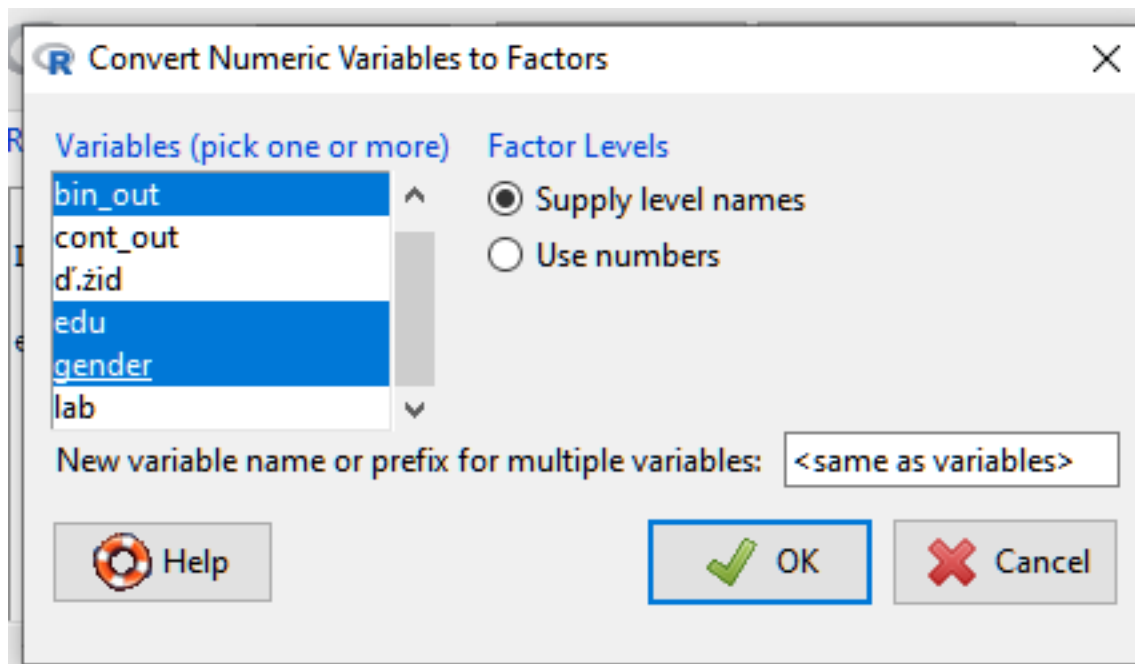 Convert Numeric Variables to Factors
Variables (pick one or more)
bin_out
cont_out
ď.žid
edu
gender
lab
Factor Levels
Supply level names
Use numbers
New variable name or prefix for multiple variables: <same as variables>
Help
OK
Cancel